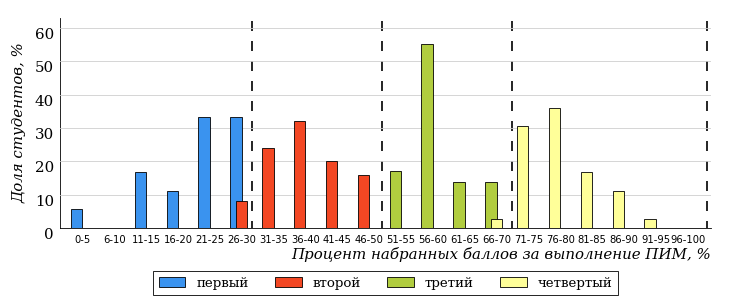 Доля студентов, %
60
50
40
30
20
10
0
0-5 6-10 11-15 16-20 21-25 26-30 31-35 36-40 41-45 46-50 51-55 56-60 61-65 66-70 71-75 76-80 81-85 86-90 91-95 96-100
Процент набранных баллов за выполнение ПИМ, %
первый второй третий четвертый